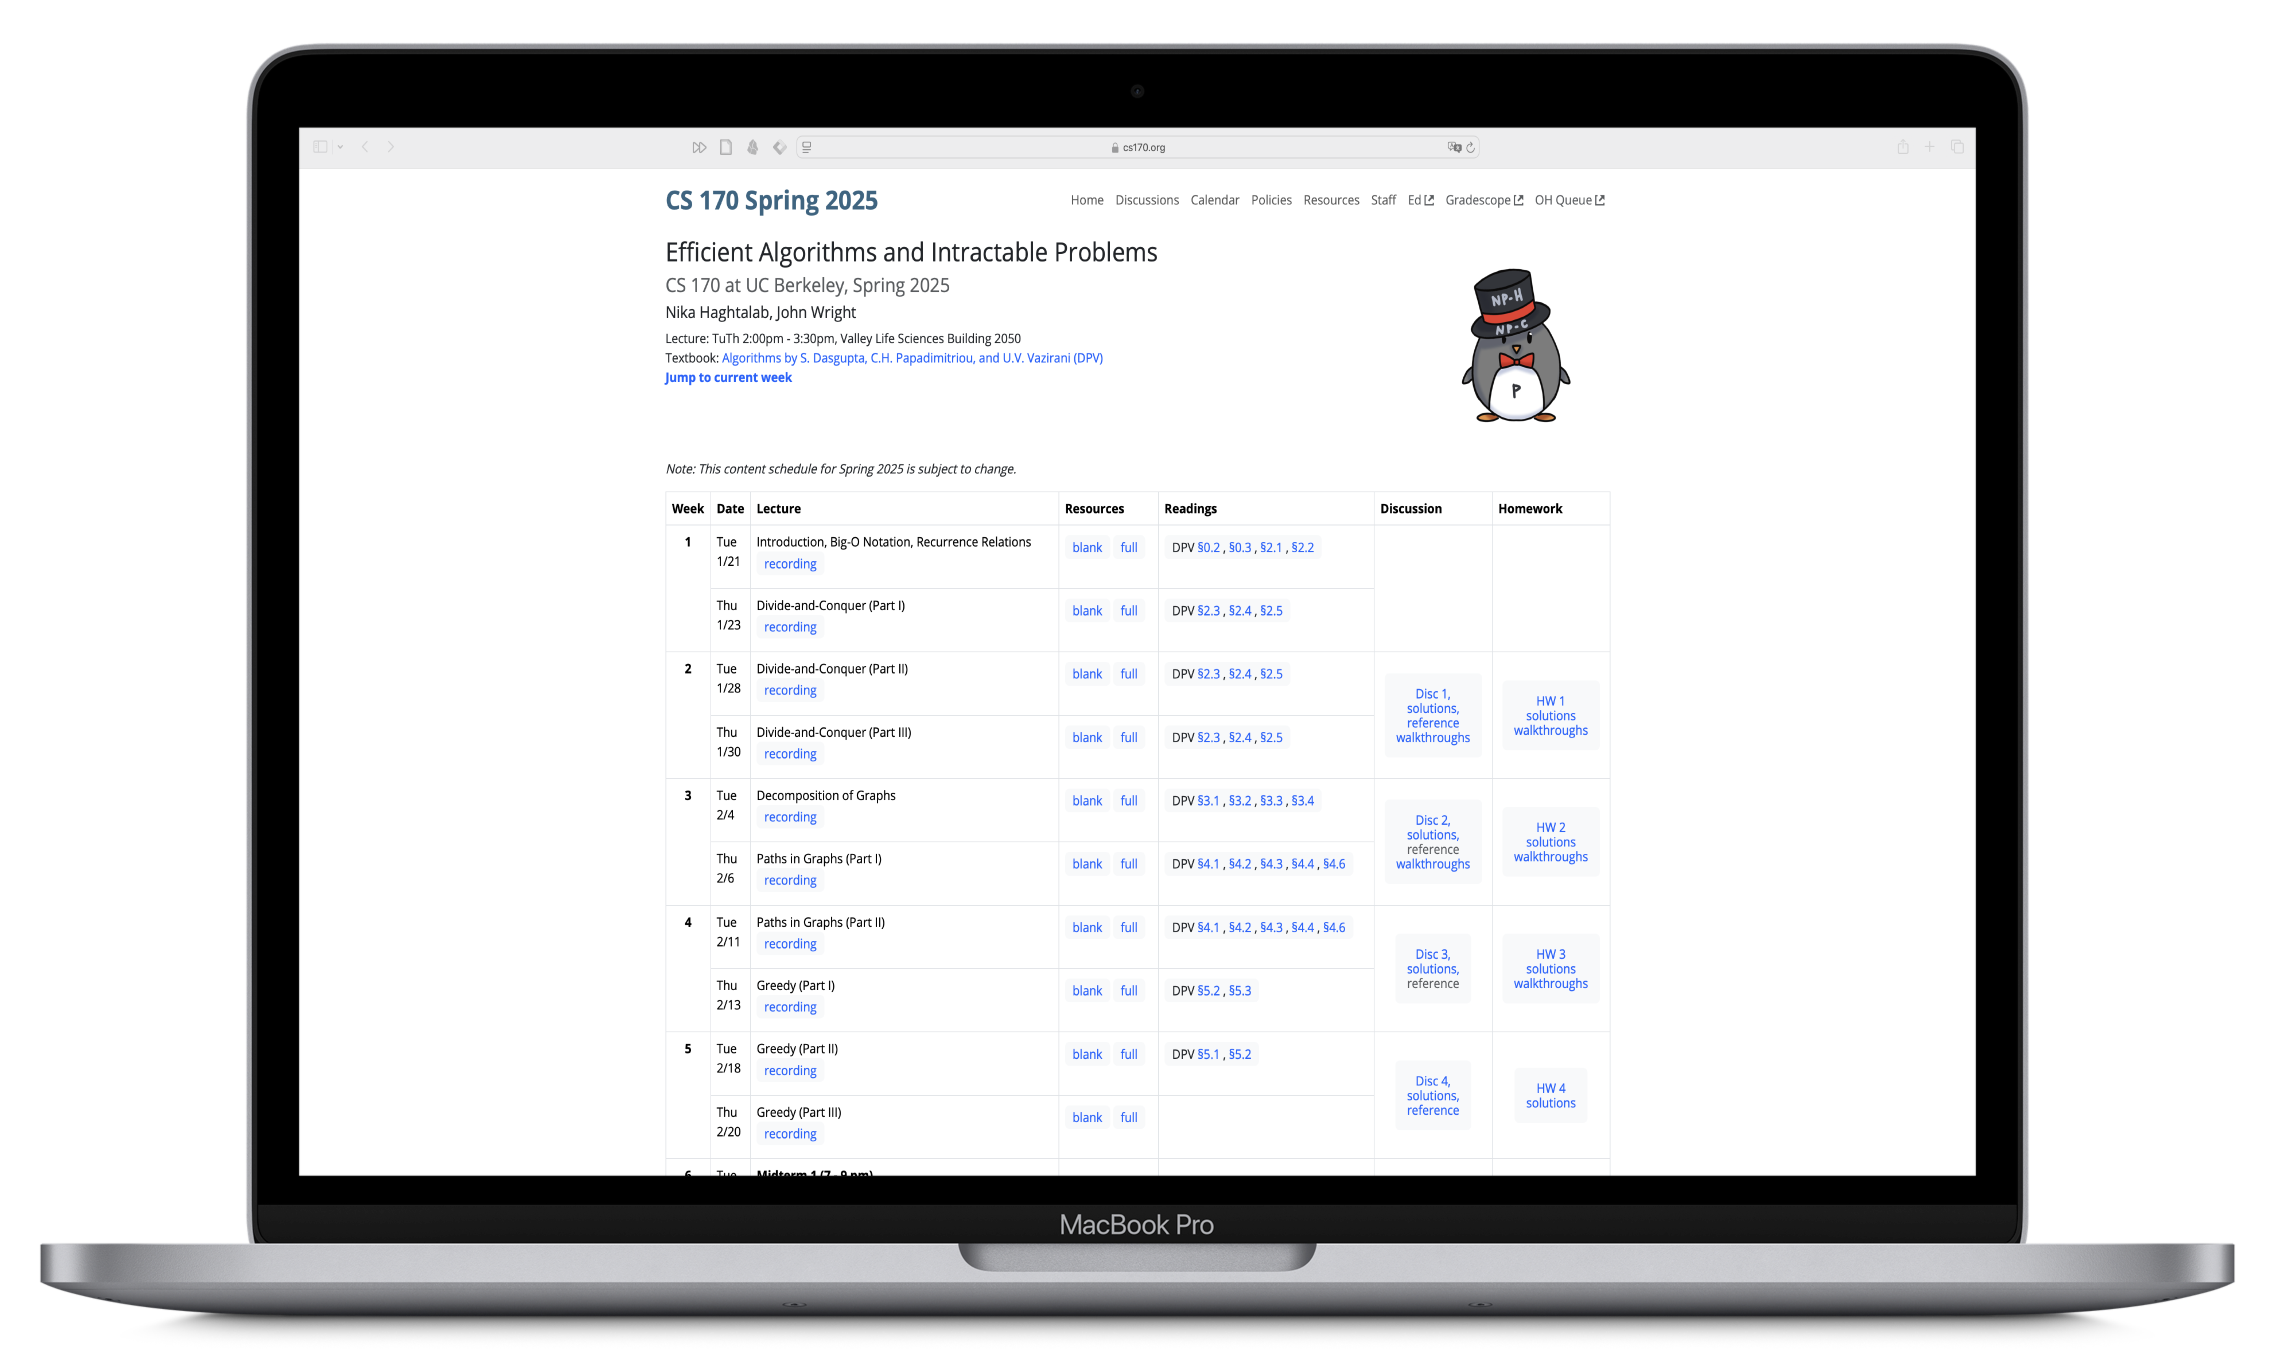 cs170.org
CS 170 Spring 2025
Home Discussions Calendar Policies Resources Staff Ed Gradescope OH Queue
Efficient Algorithms and Intractable Problems
CS 170 at UC Berkeley, Spring 2025
Nika Haghtalab, John Wright
Lecture: TuTh 2:00pm - 3:30pm, Valley Life Sciences Building 2050
Textbook: Algorithms by S. Dasgupta, C.H. Papadimitriou, and U.V. Vazirani (DPV)
Jump to current week
NP-H
NP-C
P
Note: This content schedule for Spring 2025 is subject to change.
Week Date Lecture Resources Readings Discussion Homework
1 Tue 1/21 Introduction, Big-O Notation, Recurrence Relations blank full DPV §0.2 , §0.3 , §2.1 , §2.2
recording
Thu 1/23 Divide-and-Conquer (Part I) blank full DPV §2.3 , §2.4 , §2.5
recording
2 Tue 1/28 Divide-and-Conquer (Part II) blank full DPV §2.3 , §2.4 , §2.5
recording
Thu 1/30 Divide-and-Conquer (Part III) blank full DPV §2.3 , §2.4 , §2.5
recording
Disc 1,
solutions,
reference
walkthroughs
HW 1
solutions
walkthroughs
3 Tue 2/4 Decomposition of Graphs blank full DPV §3.1 , §3.2 , §3.3 , §3.4
recording
Thu 2/6 Paths in Graphs (Part I) blank full DPV §4.1 , §4.2 , §4.3 , §4.4 , §4.6
recording
Disc 2,
solutions,
reference
walkthroughs
HW 2
solutions
walkthroughs
4 Tue 2/11 Paths in Graphs (Part II) blank full DPV §4.1 , §4.2 , §4.3 , §4.4 , §4.6
recording
Thu 2/13 Greedy (Part I) blank full DPV §5.2 , §5.3
recording
Disc 3,
solutions,
reference
HW 3
solutions
walkthroughs
5 Tue 2/18 Greedy (Part II) blank full DPV §5.1 , §5.2
recording
Thu 2/20 Greedy (Part III) blank full
recording
Disc 4,
solutions,
reference
HW 4
solutions
6 Tue Midterm 1 (7 - 9 pm)
MacBook Pro